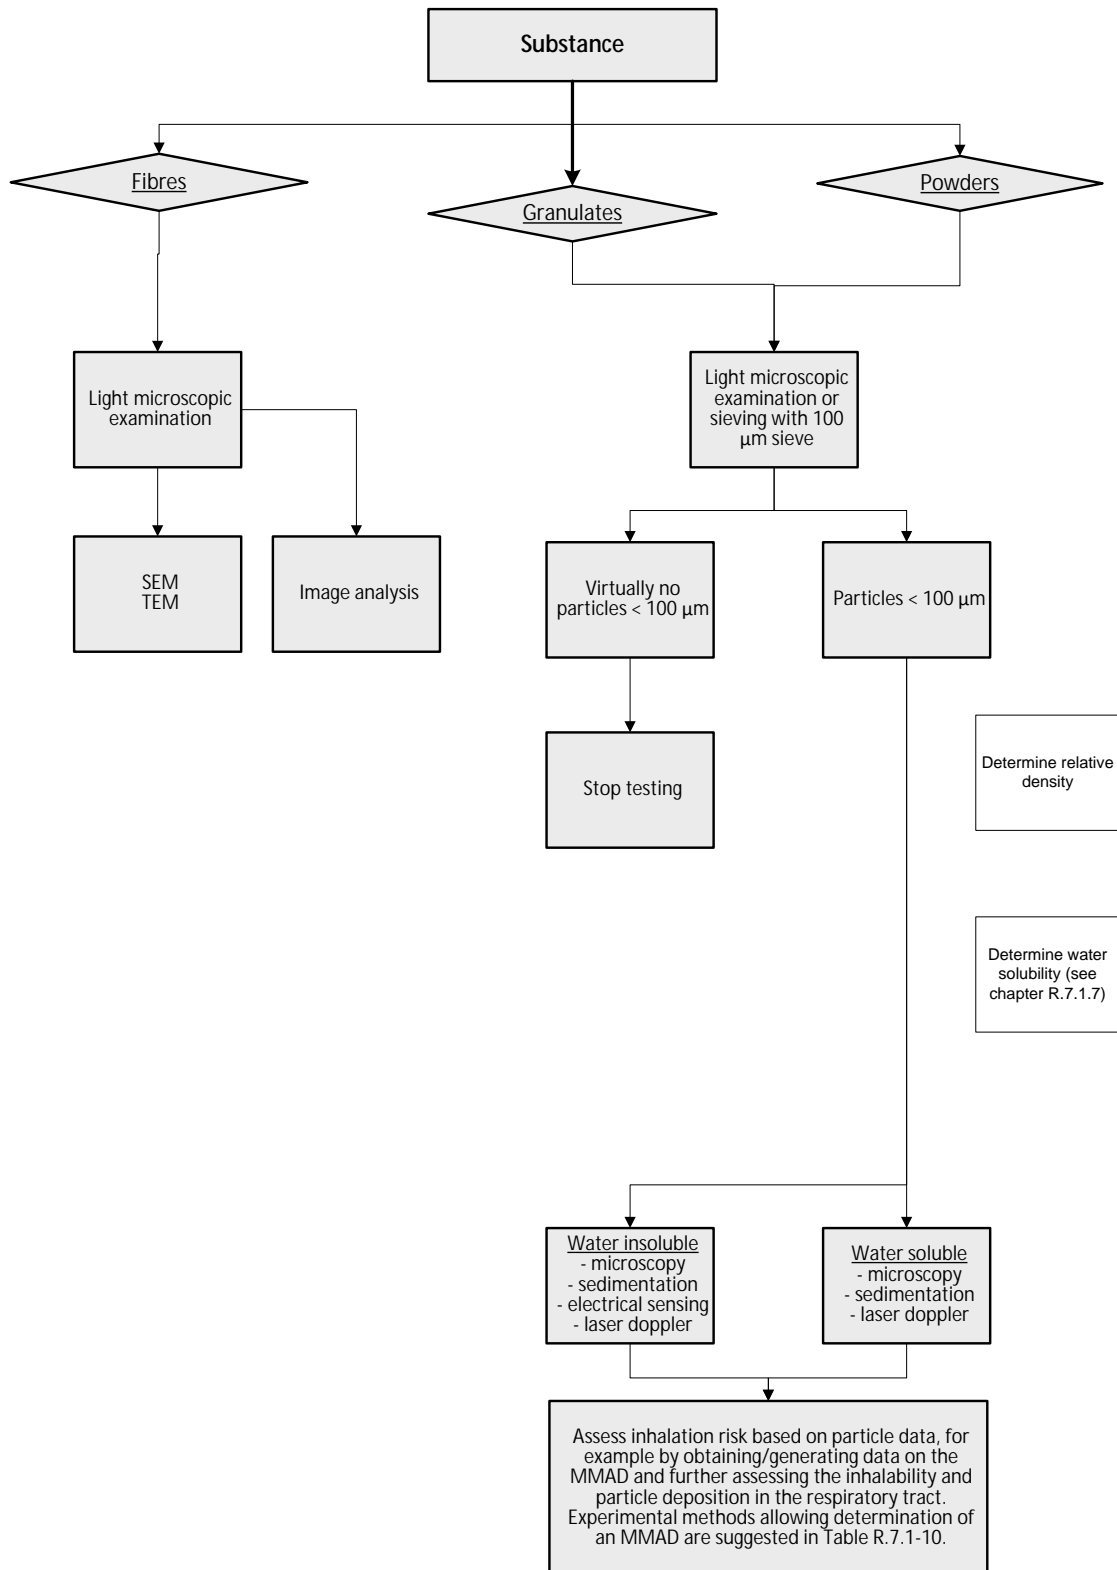 Substance
Fibres
Granulates
Powders
Light microscopic
examination
Light microscopic
examination or
sieving with 100
µm sieve
SEM
TEM
Image analysis
Virtually no
particles < 100 µm
Particles < 100 µm
Stop testing
Determine relative
density
Determine water
solubility (see
chapter R.7.1.7)
Water insoluble
- microscopy
- sedimentation
- electrical sensing
- laser doppler
Water soluble
- microscopy
- sedimentation
- laser doppler
Assess inhalation risk based on particle data, for
example by obtaining/generating data on the
MMAD and further assessing the inhalability and
particle deposition in the respiratory tract.
Experimental methods allowing determination of
an MMAD are suggested in Table R.7.1-10.